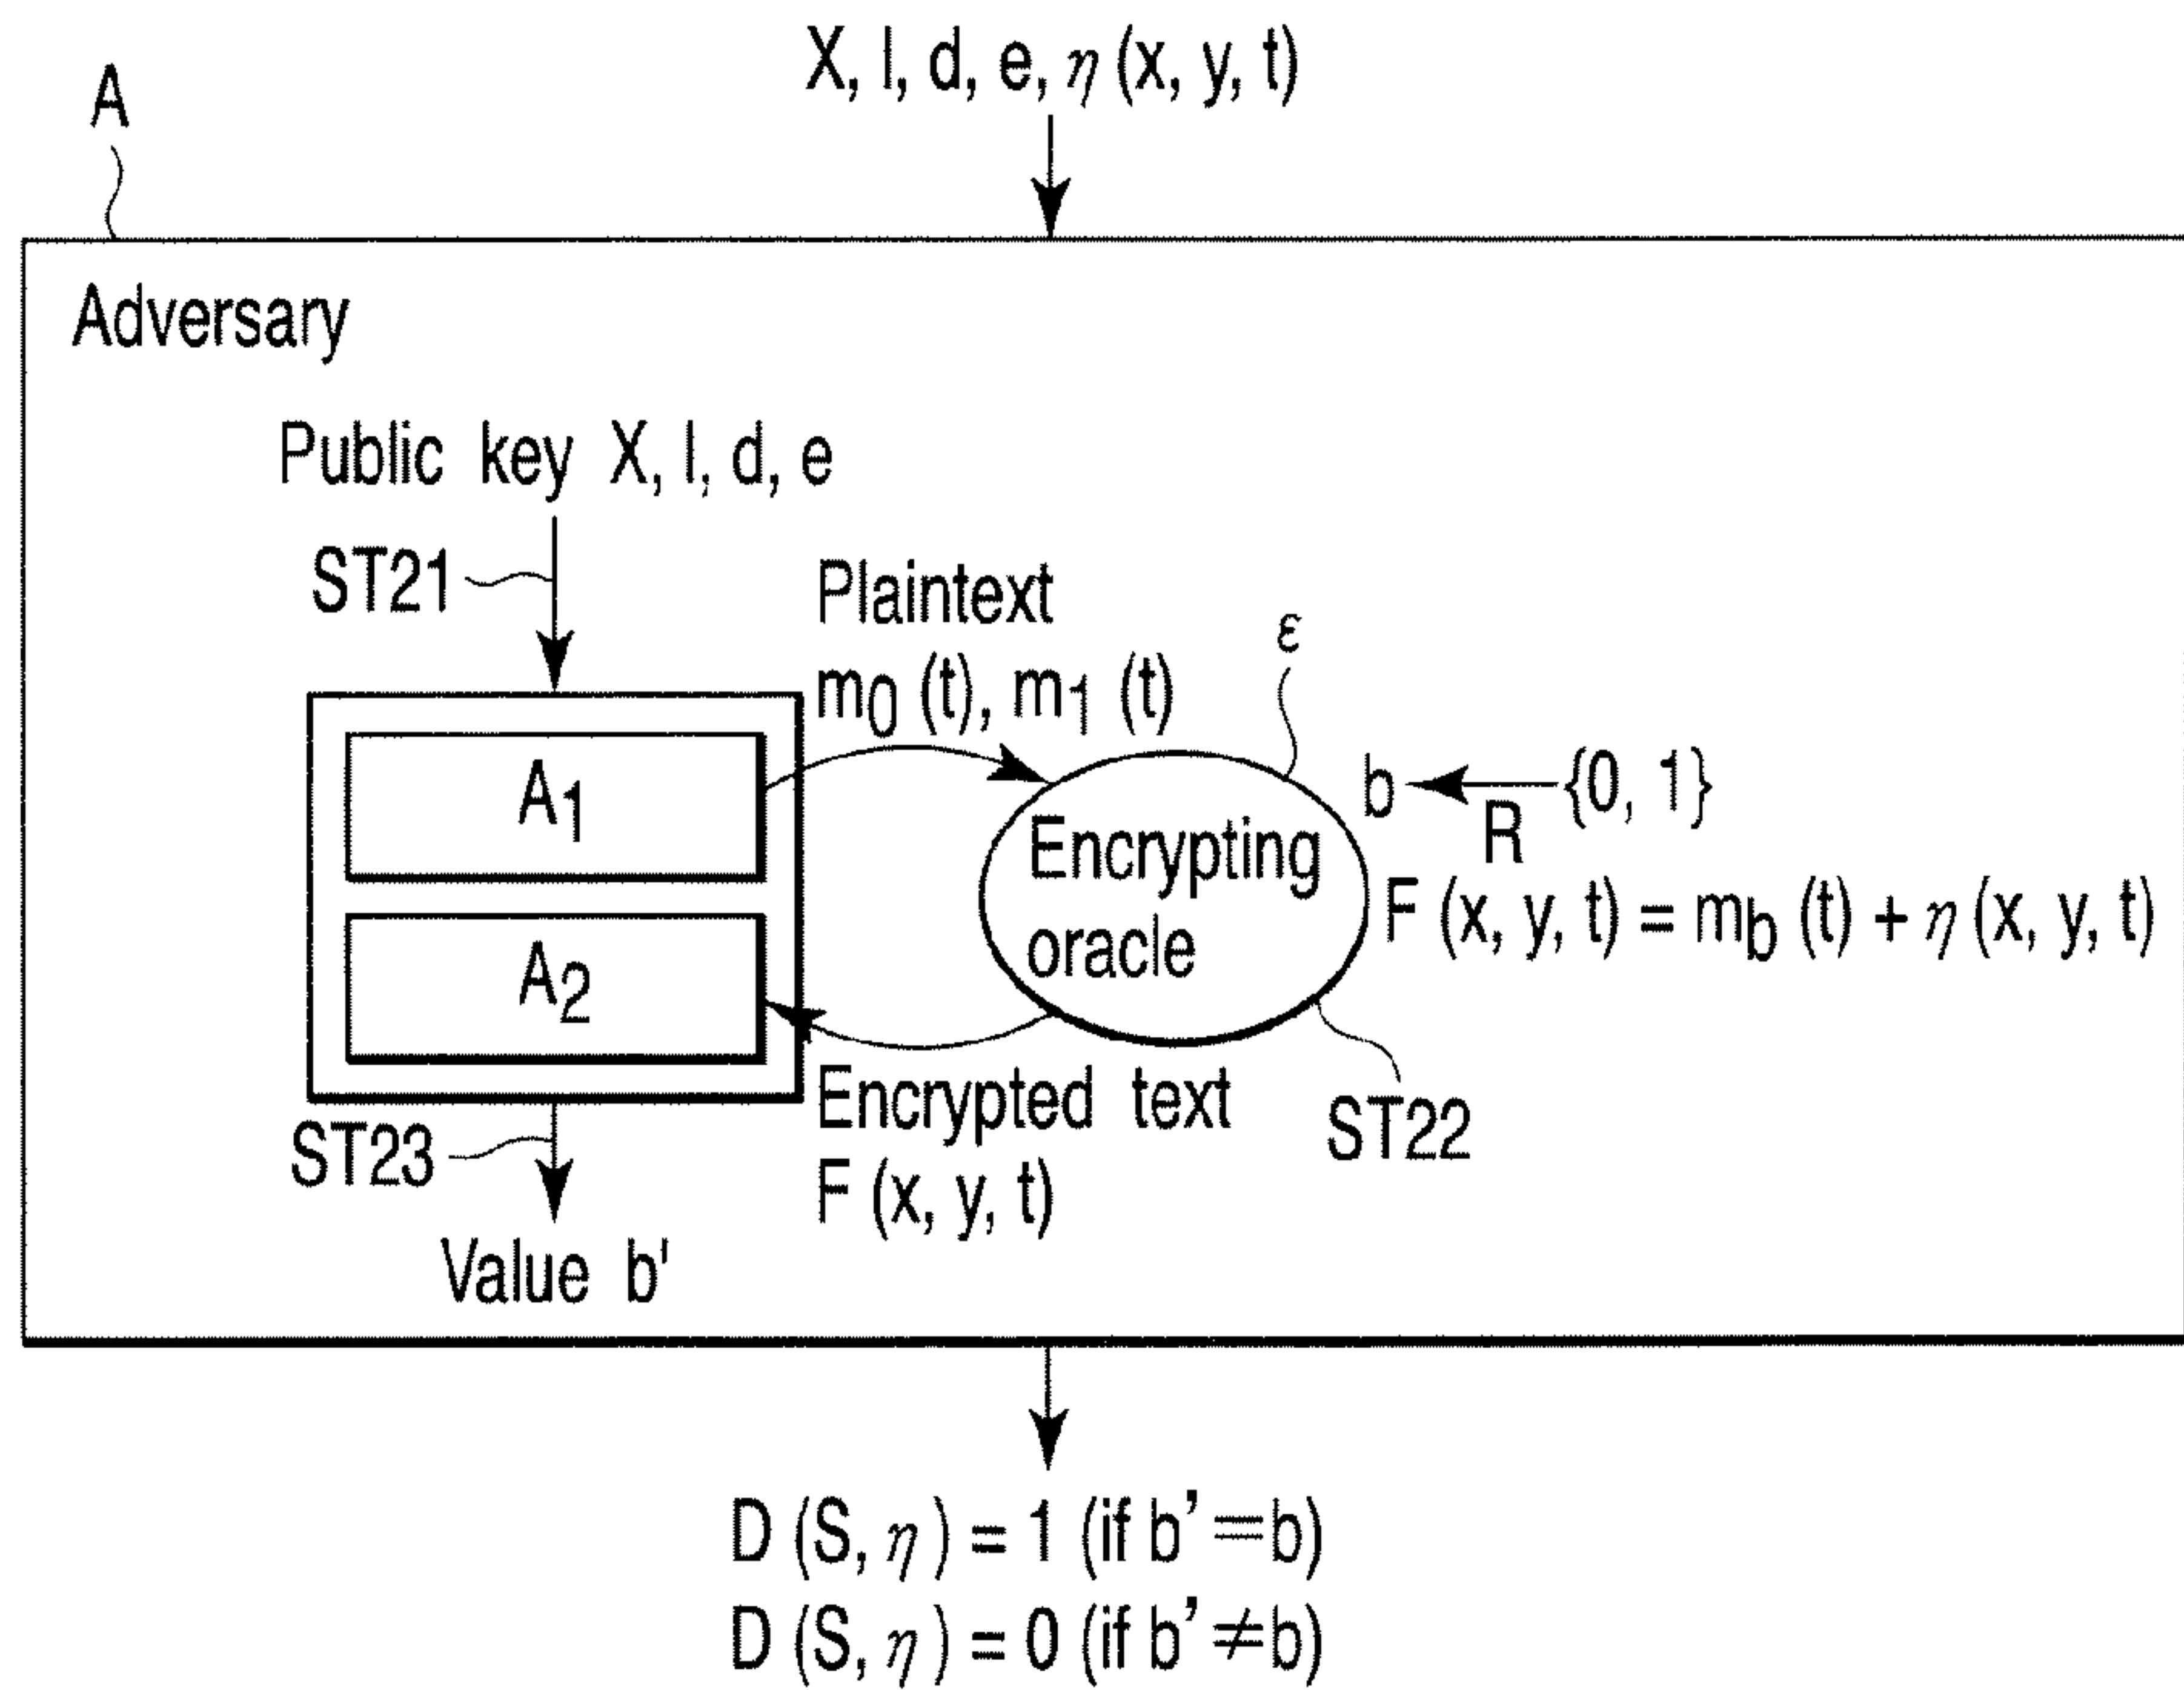 X, l, d, e, η (x, y, t)
A
Adversary
Public key X, l, d, e
ST21
Plaintext
m0 (t), m1 (t)
ε
A1
b ← {0, 1}
R
Encrypting
oracle
F (x, y, t) = mb (t) + η (x, y, t)
A2
Encrypted text
F (x, y, t)
ST22
ST23
Value b'
D (S, η) = 1 (if b' = b)
D (S, η) = 0 (if b' ≠ b)